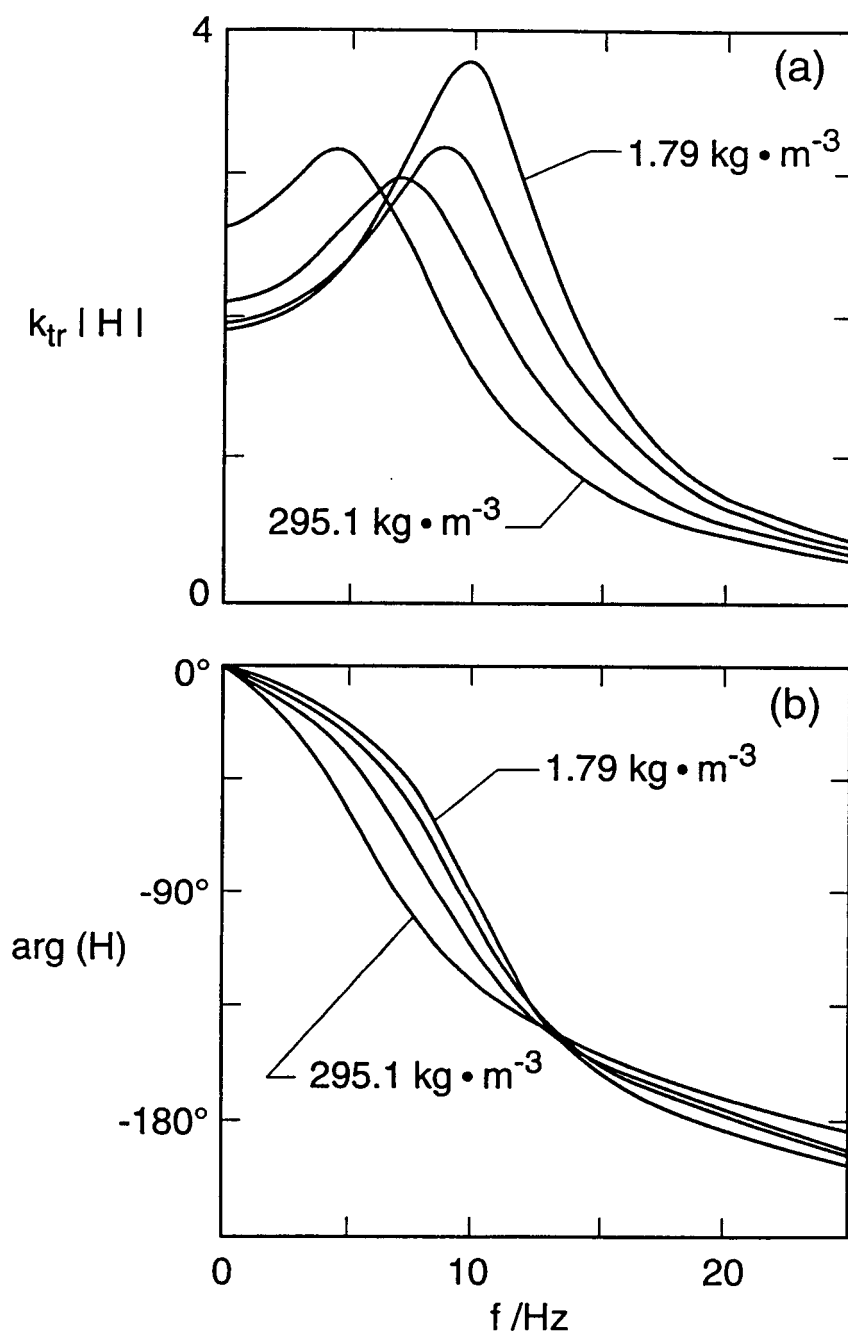 4
(a)
1.79 kg • m⁻³
k_tr | H |
295.1 kg • m⁻³
0
0°
(b)
1.79 kg • m⁻³
-90°
arg (H)
295.1 kg • m⁻³
-180°
0 10 20
f /Hz